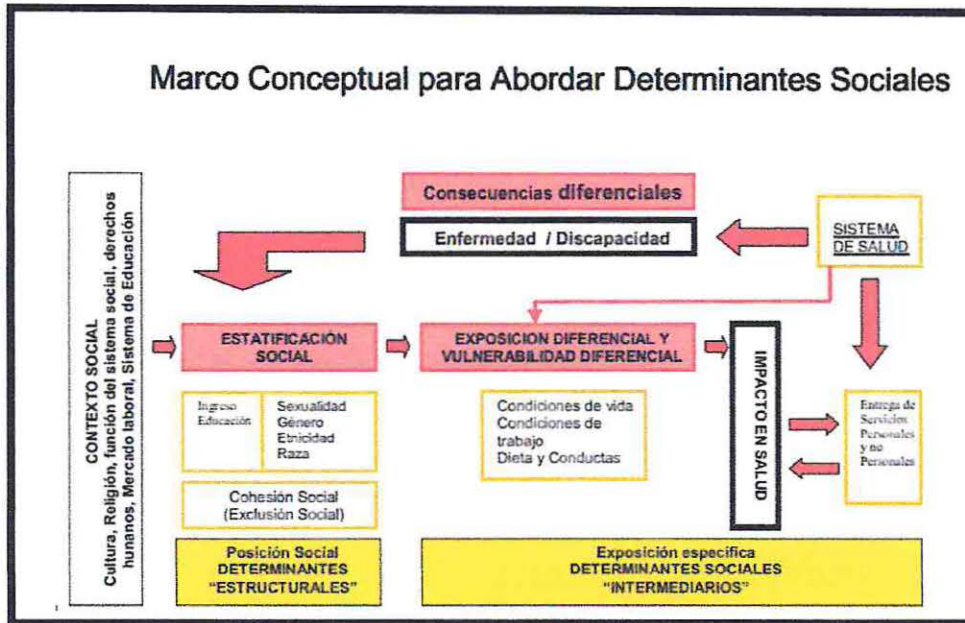 Marco Conceptual para Abordar Determinantes Sociales
CONTEXTO SOCIAL
Cultura, Religión, función del sistema social, derechos
humanos, Mercado laboral, Sistema de Educación
Consecuencias diferenciales
Enfermedad / Discapacidad
SISTEMA
DE SALUD
ESTATIFICACIÓN
SOCIAL
EXPOSICION DIFERENCIAL Y
VULNERABILIDAD DIFERENCIAL
IMPACTO EN SALUD
Ingreso
Educación
Sexualidad
Género
Etnicidad
Raza
Condiciones de vida
Condiciones de
trabajo
Dieta y Conductas
Entrega de
Servicios
Personales
y no
Personales
Cohesión Social
(Exclusión Social)
Posición Social
DETERMINANTES
“ESTRUCTURALES”
Exposición específica
DETERMINANTES SOCIALES
“INTERMEDIARIOS”